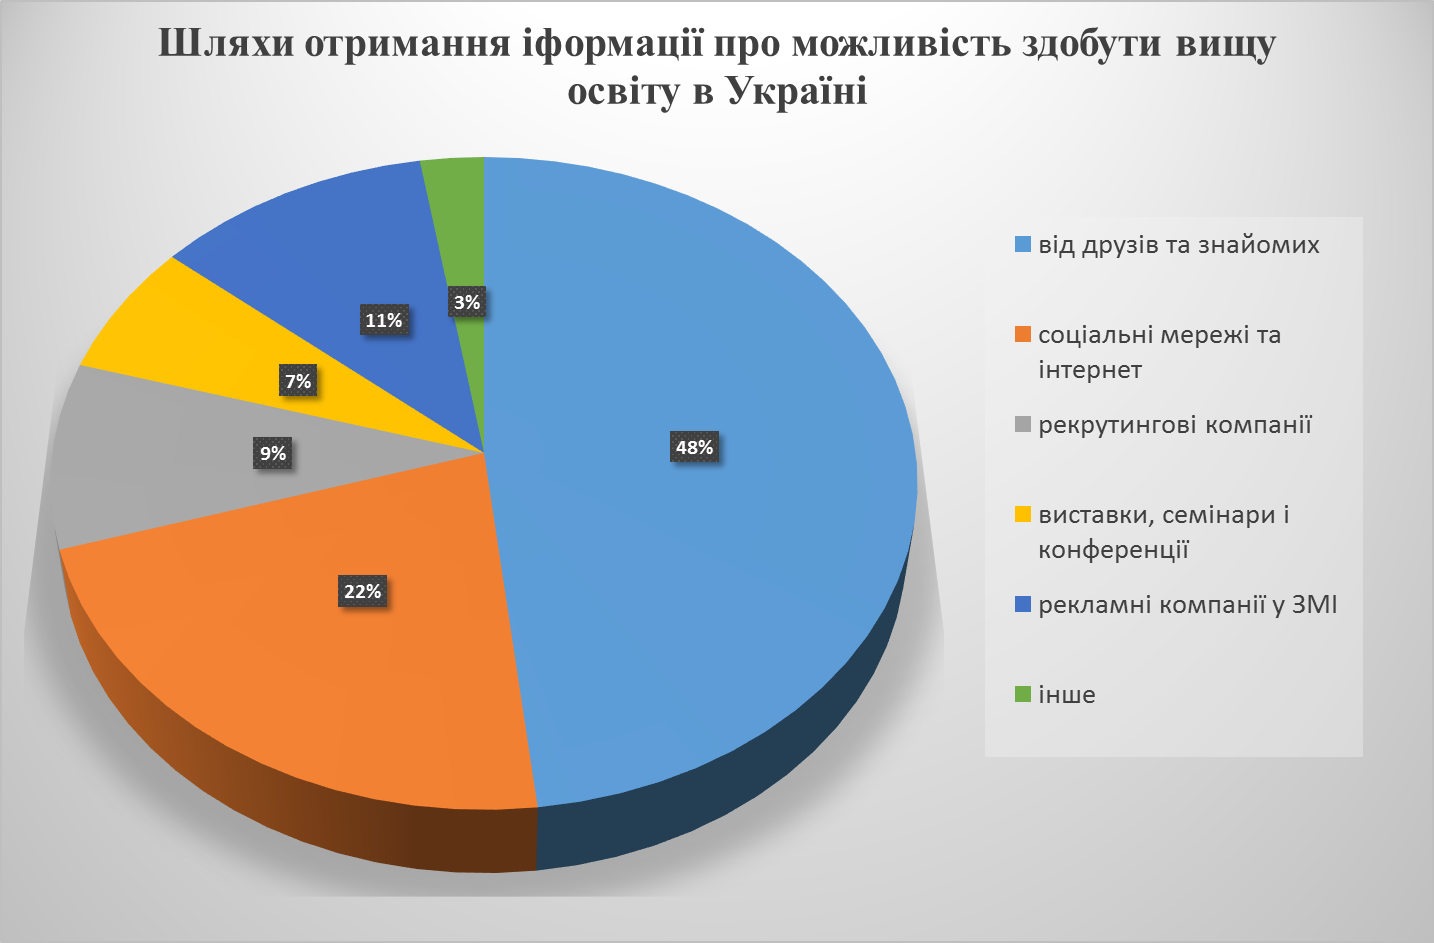 Шляхи отримання іформації про можливість здобути вищу
освіту в Україні
3%
11%
7%
48%
9%
22%
від друзів та знайомих
соціальні мережі та
інтернет
рекрутингові компанії
виставки, семінари і
конференції
рекламні компанії у ЗМІ
інше